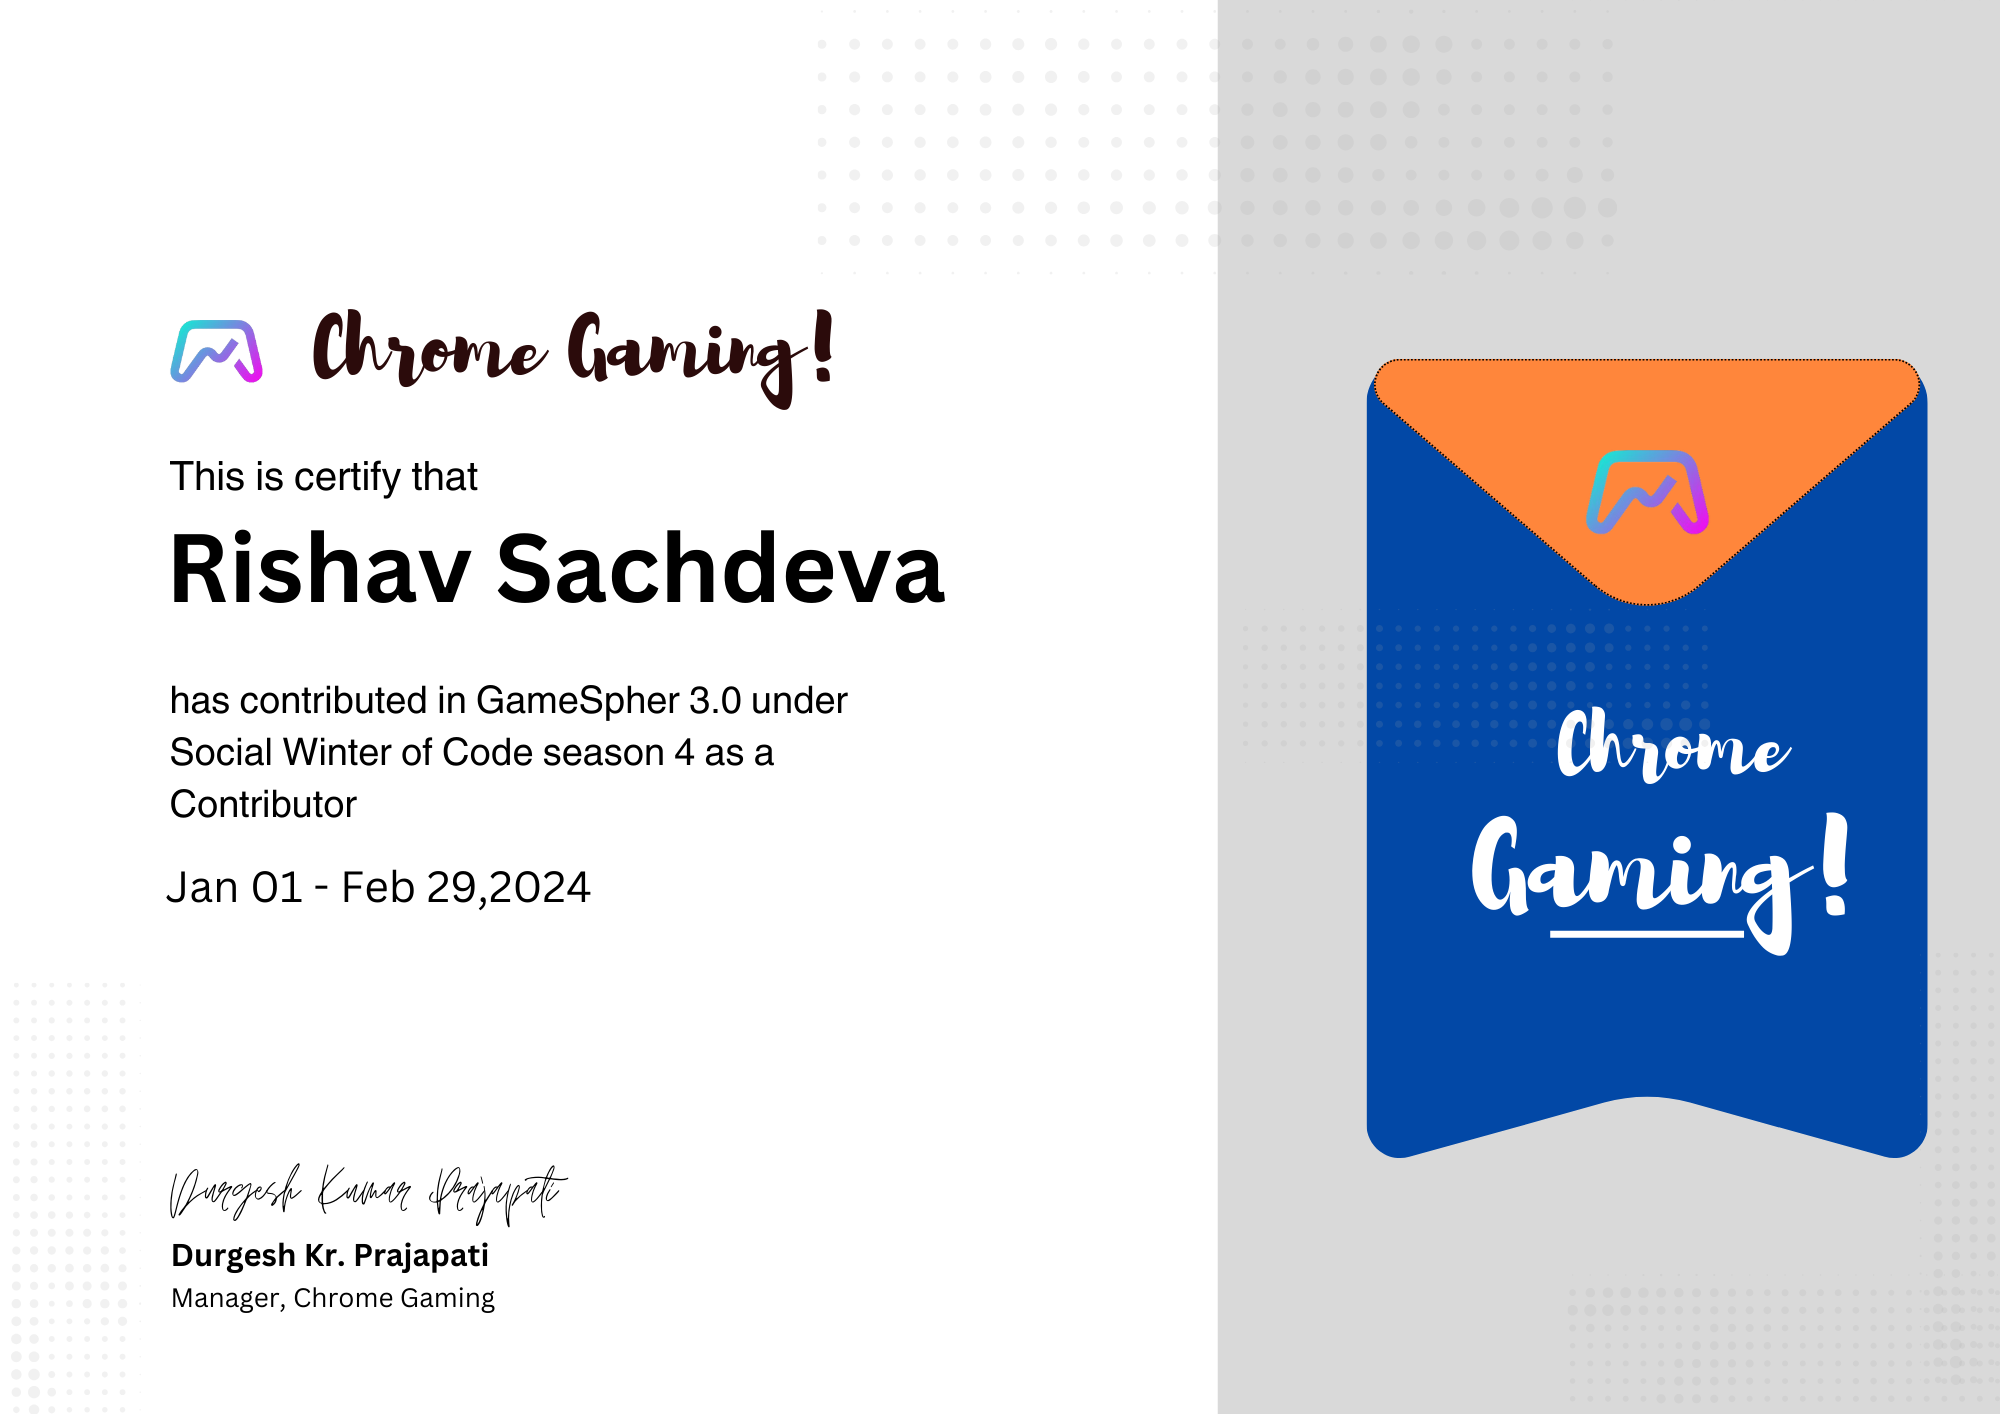 Chrome Gaming!
This is certify that
Rishav Sachdeva
has contributed in GameSpher 3.0 under
Social Winter of Code season 4 as a
Contributor
Jan 01 - Feb 29,2024
Durgesh Kumar Prajapati
Durgesh Kr. Prajapati
Manager, Chrome Gaming
Chrome
Gaming!